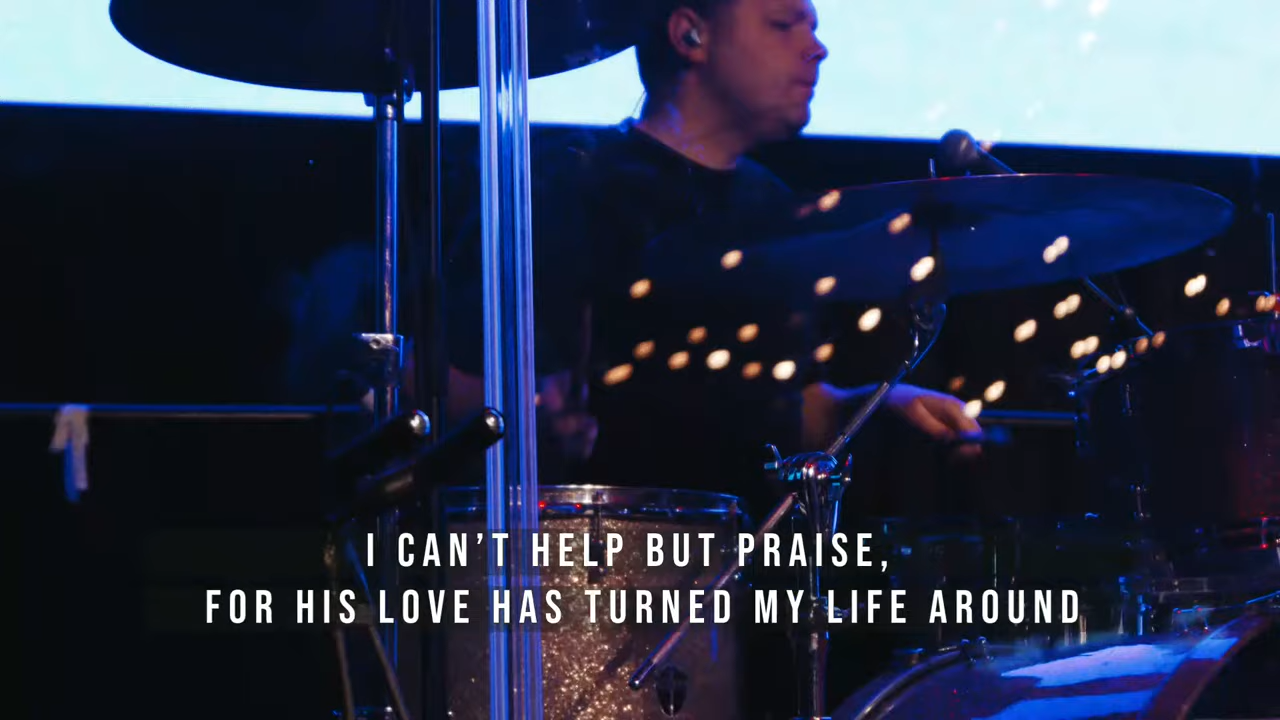 I CAN’T HELP BUT PRAISE,
FOR HIS LOVE HAS TURNED MY LIFE AROUND